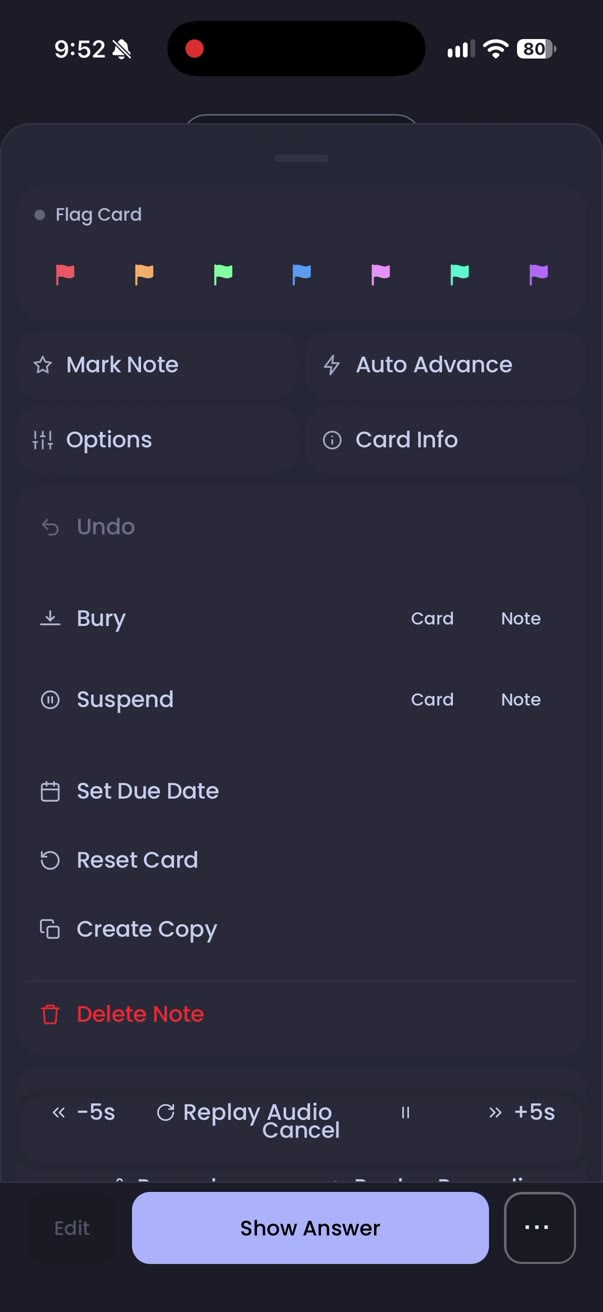 9:52 80
Flag Card
Mark Note Auto Advance
Options Card Info
Undo
Bury Card Note
Suspend Card Note
Set Due Date
Reset Card
Create Copy
Delete Note
-5s Replay Audio +5s
Cancel
Edit Show Answer ...